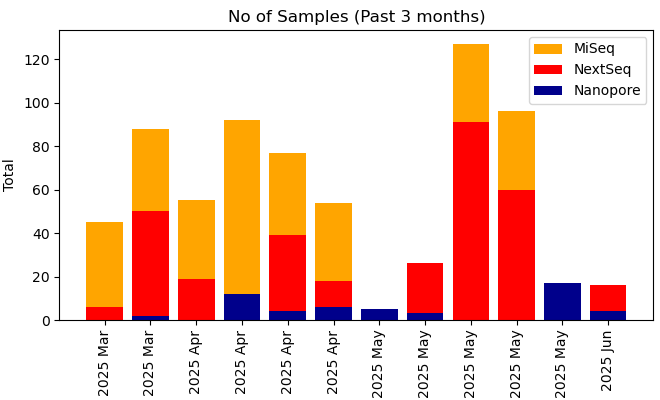 No of Samples (Past 3 months)
MiSeq
NextSeq
Nanopore
Total
120
100
80
60
40
20
0
2025 Mar
2025 Mar
2025 Apr
2025 Apr
2025 Apr
2025 Apr
2025 May
2025 May
2025 May
2025 May
2025 May
2025 Jun